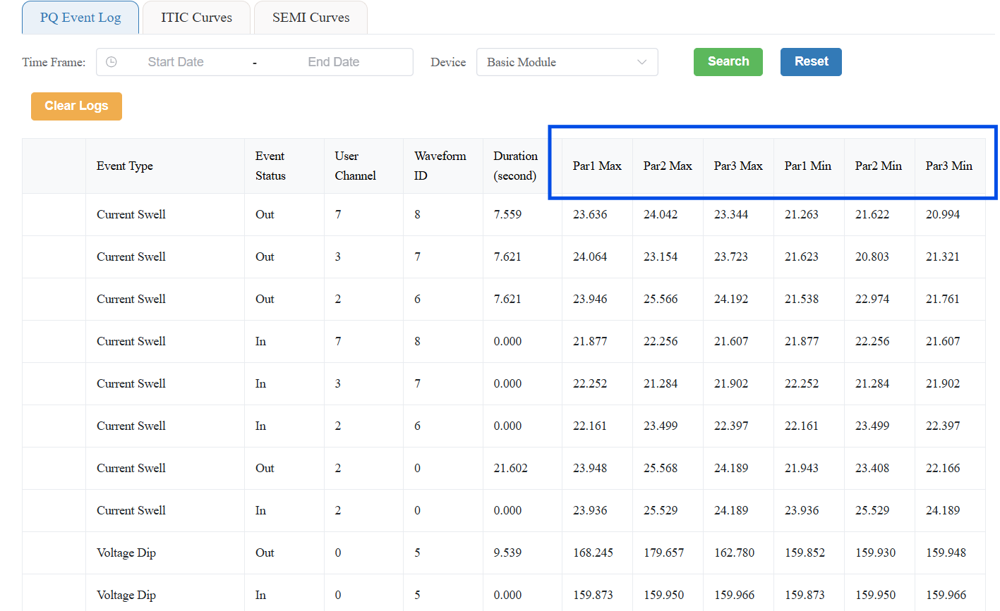 PQ Event Log ITIC Curves SEMI Curves
Time Frame: Start Date - End Date Device Basic Module Search Reset
Clear Logs
Event Type Event Status User Channel Waveform ID Duration (second) Par1 Max Par2 Max Par3 Max Par1 Min Par2 Min Par3 Min
Current Swell Out 7 8 7.559 23.636 24.042 23.344 21.263 21.622 20.994
Current Swell Out 3 7 7.621 24.064 23.154 23.723 21.623 20.803 21.321
Current Swell Out 2 6 7.621 23.946 25.566 24.192 21.538 22.974 21.761
Current Swell In 7 8 0.000 21.877 22.256 21.607 21.877 22.256 21.607
Current Swell In 3 7 0.000 22.252 21.284 21.902 22.252 21.284 21.902
Current Swell In 2 6 0.000 22.161 23.499 22.397 22.161 23.499 22.397
Current Swell Out 2 0 21.602 23.948 25.568 24.189 21.943 23.408 22.166
Current Swell In 2 0 0.000 23.936 25.529 24.189 23.936 25.529 24.189
Voltage Dip Out 0 5 9.539 168.245 179.657 162.780 159.852 159.930 159.948
Voltage Dip In 0 5 0.000 159.873 159.950 159.966 159.873 159.950 159.966